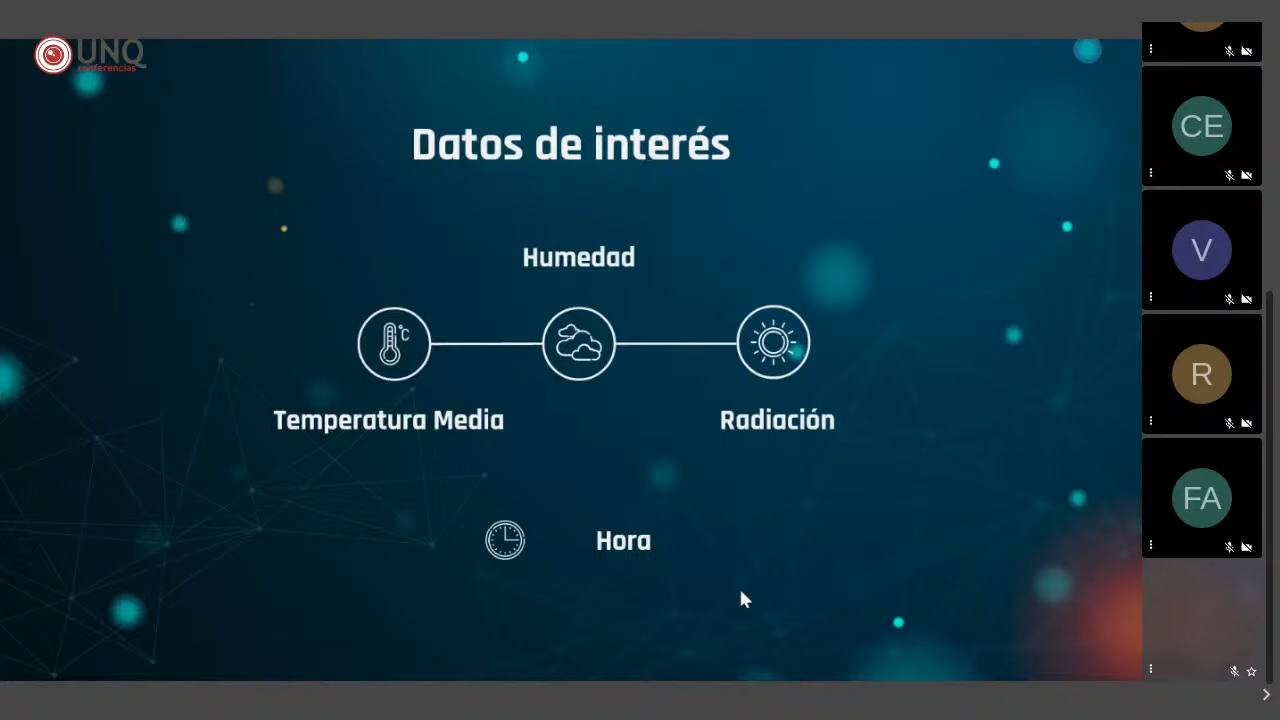 UNQ
conferencias
Datos de interés
Humedad
°C
Temperatura Media
Radiación
Hora
CE
V
R
FA